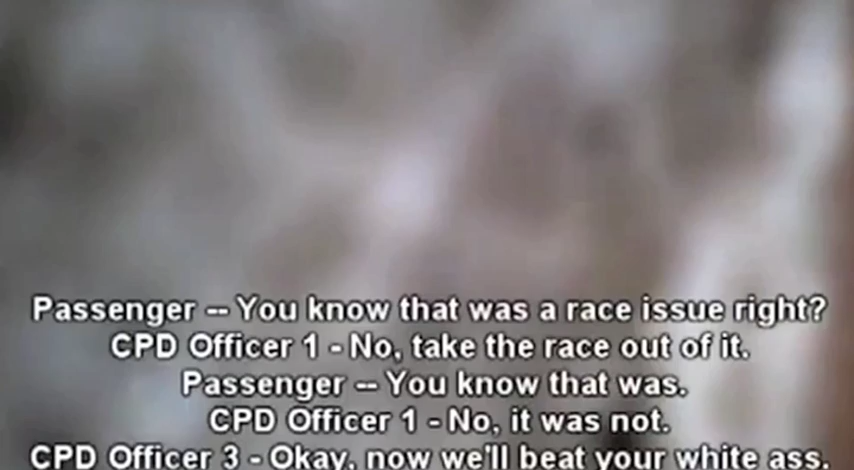 Passenger -- You know that was a race issue right?
CPD Officer 1 - No, take the race out of it.
Passenger -- You know that was.
CPD Officer 1 - No, it was not.
CPD Officer 3 - Okay, now we'll beat your white ass.